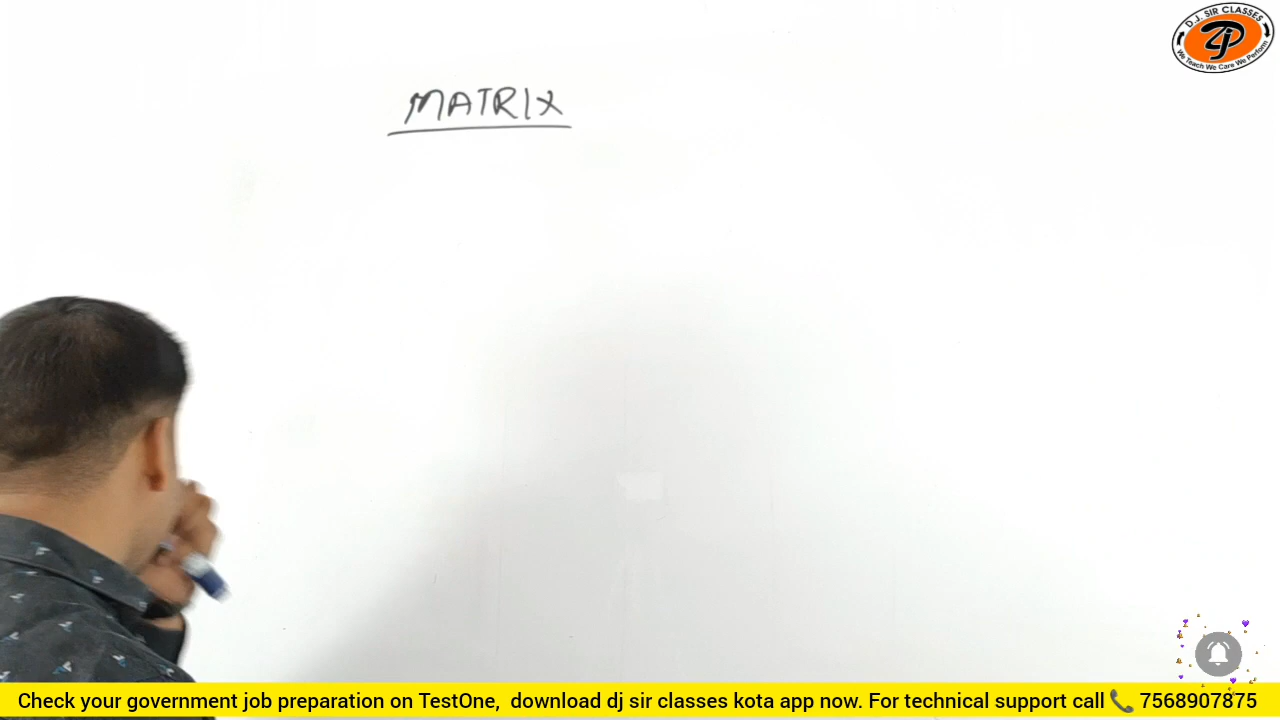 D.J. SIR CLASSES
ZJ
We Teach We Care We Perform
MATRIX
Check your government job preparation on TestOne, download dj sir classes kota app now. For technical support call 📞 7568907875